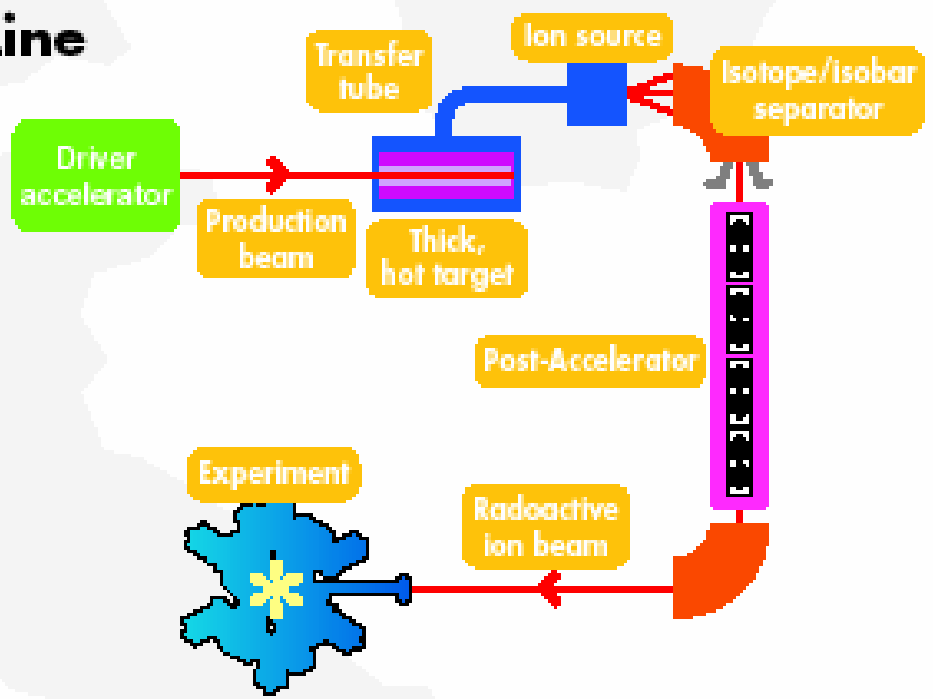 Line
Transfer
tube
Ion source
Isotope/isobar
separator
Driver
accelerator
Production
beam
Thick,
hot target
Post-Accelerator
Experiment
Radoactive
ion beam